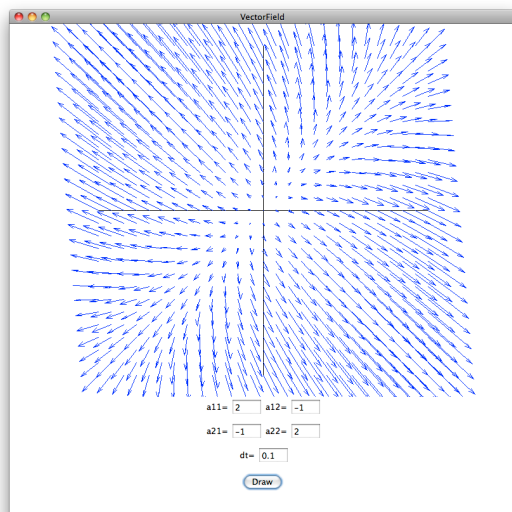 VectorField
a11= 2 a12= -1
a21= -1 a22= 2
dt= 0.1
Draw